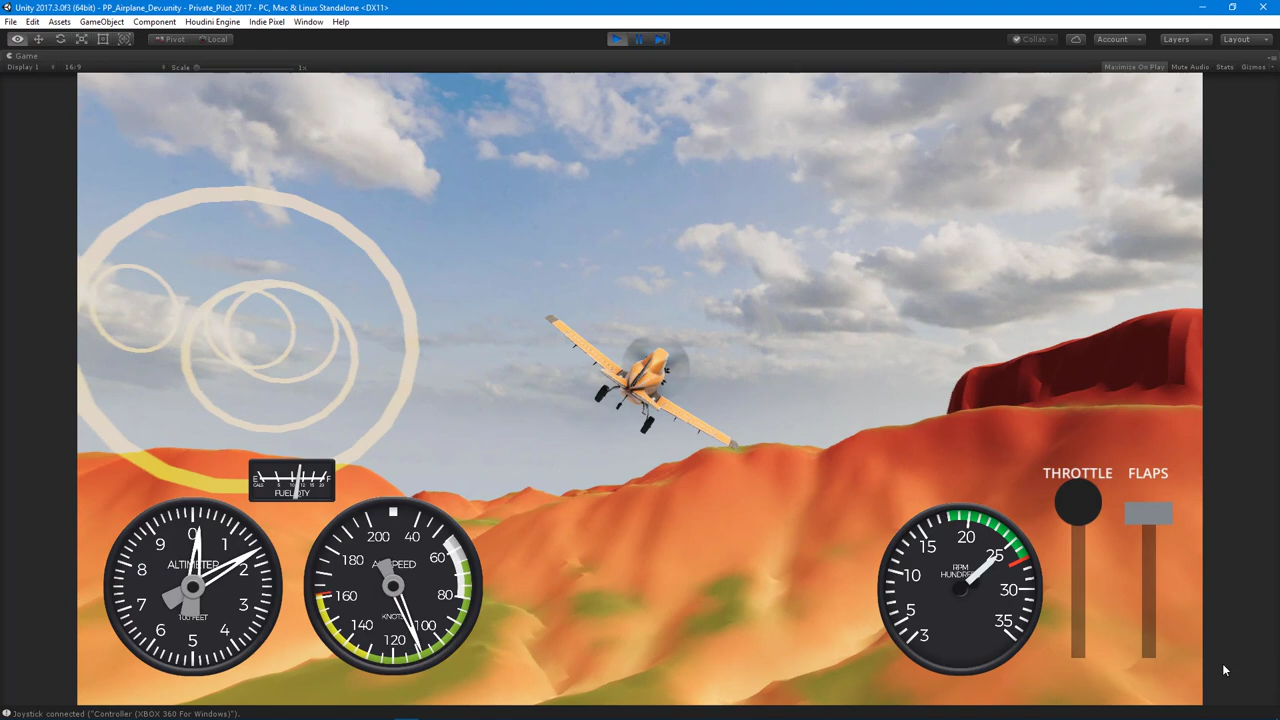 Unity 2017.3.0f3 (64bit) - PP_Airplane_Dev.unity - Private_Pilot_2017 - PC, Mac & Linux Standalone <DX11>
File Edit Assets GameObject Component Houdini Engine Indie Pixel Window Help
Pivot Local Collab Account Layers Layout
Game
Display 1 16:9 Scale 1x Maximize On Play Mute Audio Stats Gizmos
THROTTLE FLAPS
E F
FUEL QTY
0 1 2 3 4 5 6 7 8 9
ALTIMETER
100 FEET
40 60 80 100 120 140 160 180 200
AIRSPEED
KNOTS
3 5 10 15 20 25 30 35
RPM
Joystick connected ("Controller (XBOX 360 For Windows)").